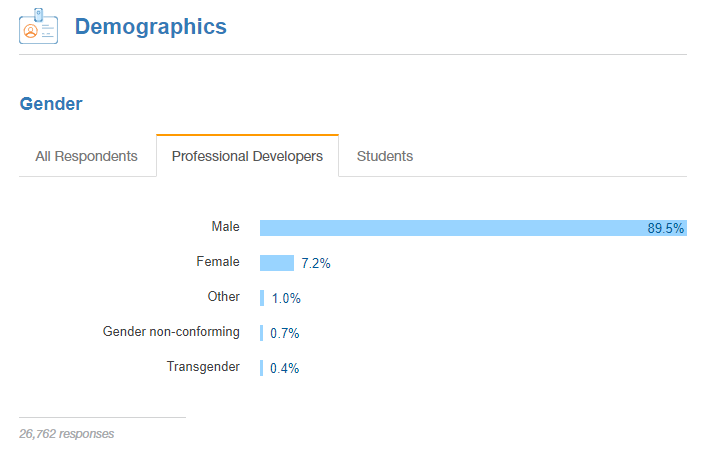 Demographics
Gender
All Respondents Professional Developers Students
Male 89.5%
Female 7.2%
Other 1.0%
Gender non-conforming 0.7%
Transgender 0.4%
26,762 responses